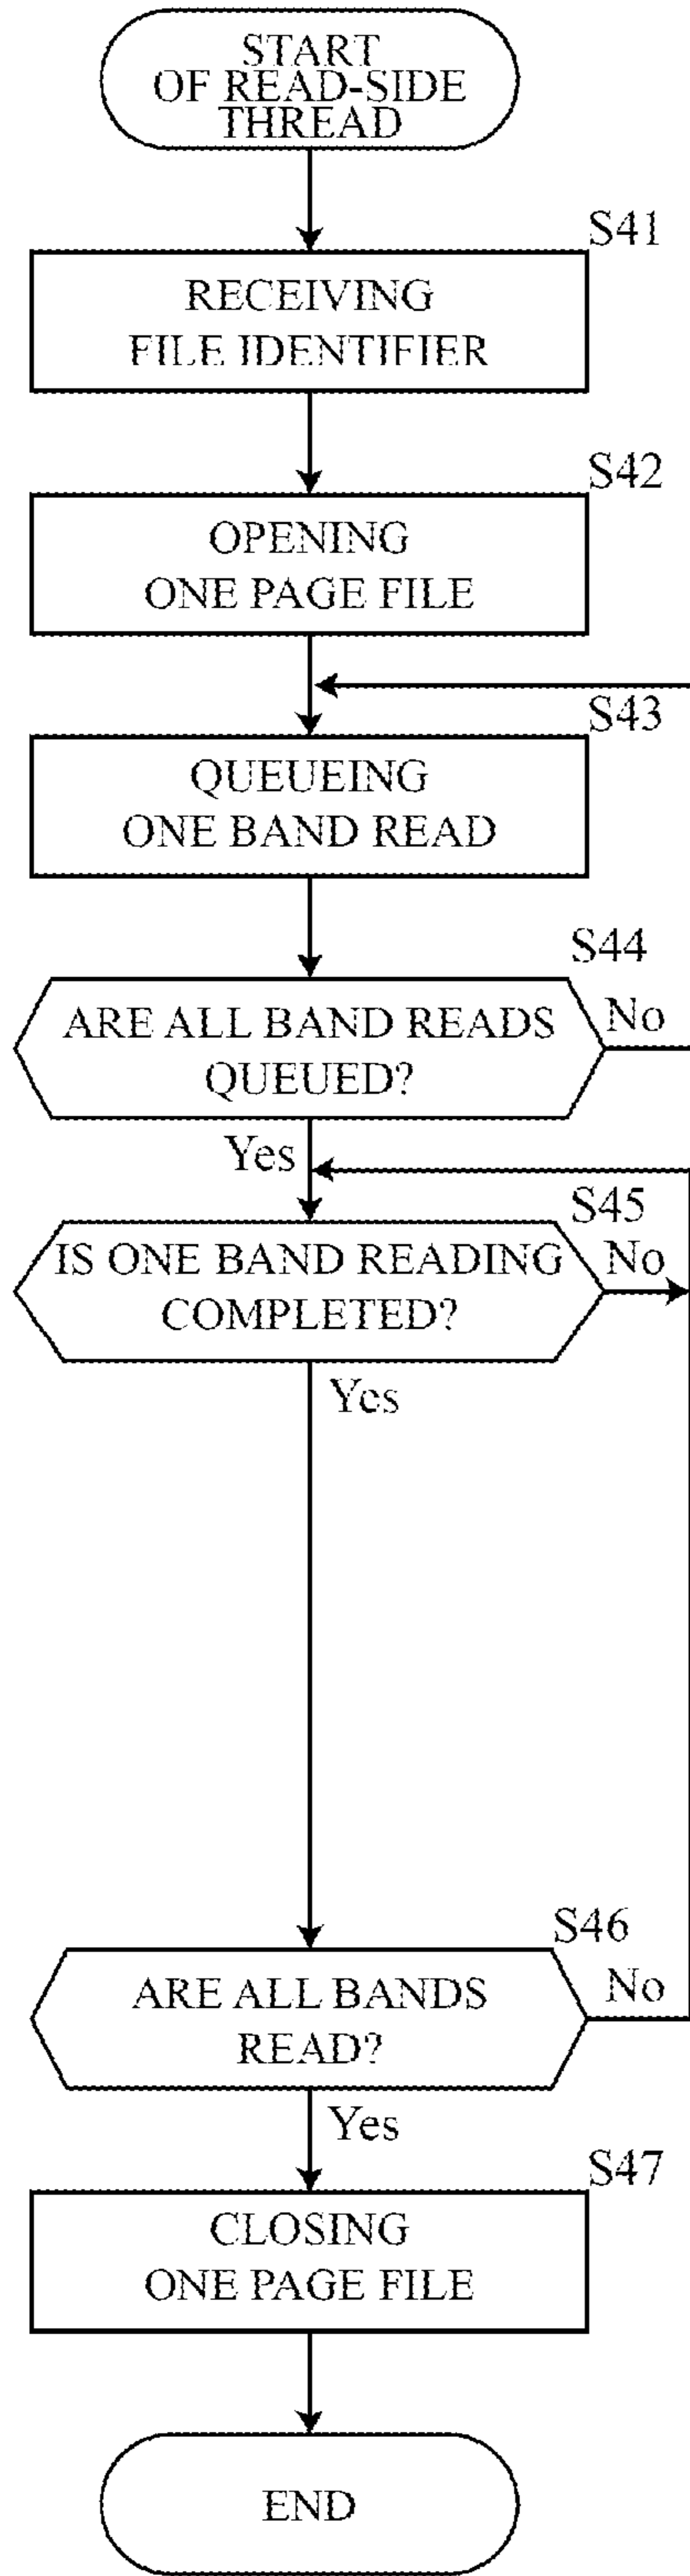 START
OF READ-SIDE
THREAD
S41
RECEIVING
FILE IDENTIFIER
S42
OPENING
ONE PAGE FILE
S43
QUEUEING
ONE BAND READ
S44
ARE ALL BAND READS
QUEUED?
No
Yes
S45
IS ONE BAND READING
COMPLETED?
No
Yes
S46
ARE ALL BANDS
READ?
No
Yes
S47
CLOSING
ONE PAGE FILE
END